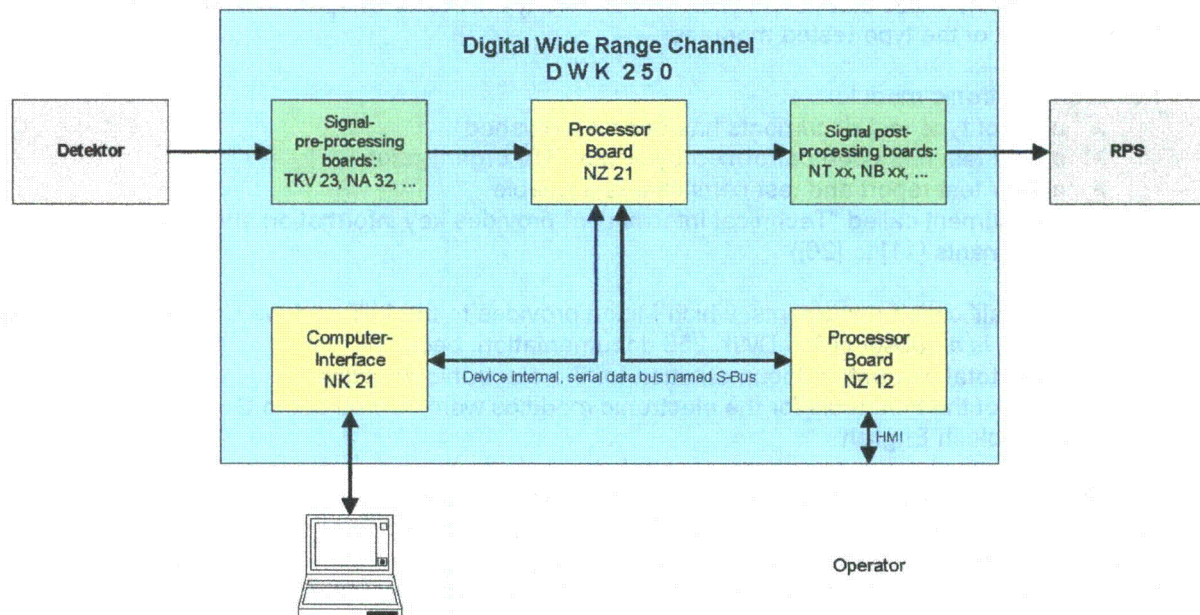 Digital Wide Range Channel
D W K 2 5 0
Detektor
Signal-
pre-processing
boards:
TKV 23, NA 32, ...
Processor
Board
NZ 21
Signal post-
processing boards:
NT xx, NB xx, ...
RPS
Computer-
Interface
NK 21
Device internal, serial data bus named S-Bus
Processor
Board
NZ 12
HMI
Operator